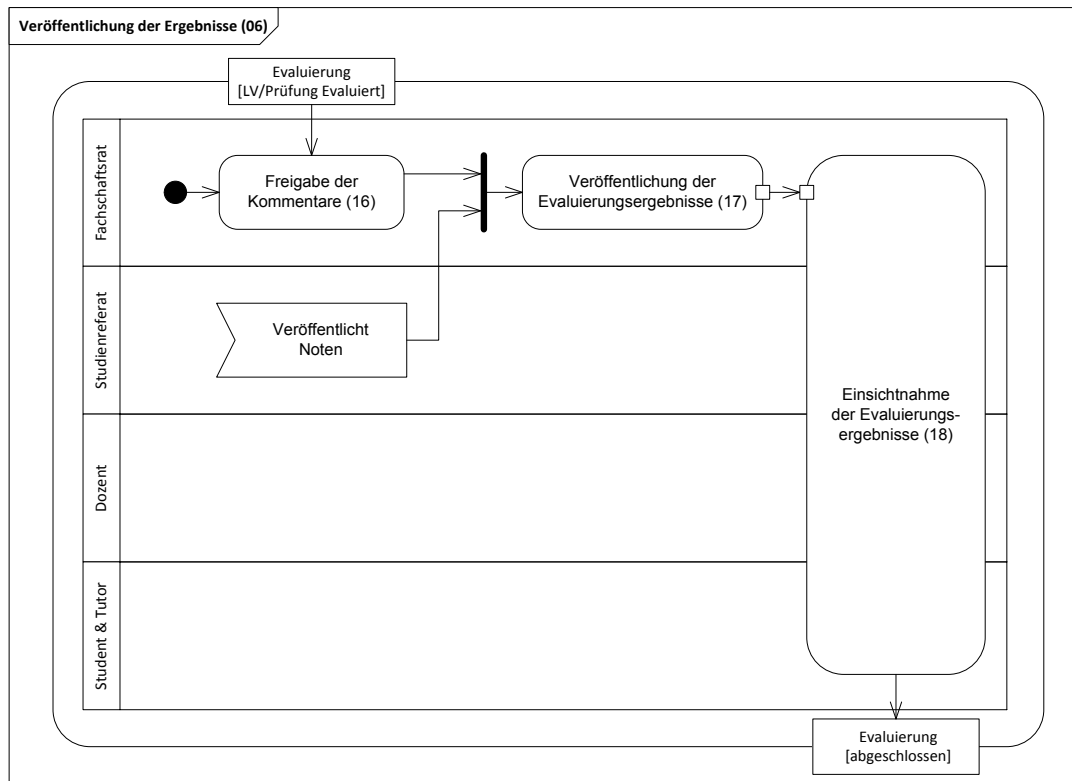 Veröffentlichung der Ergebnisse (06)
Evaluierung
[LV/Prüfung Evaluiert]
Fachschaftsrat
Freigabe der
Kommentare (16)
Veröffentlichung der
Evaluierungsergebnisse (17)
Studienreferat
Veröffentlicht
Noten
Einsichtnahme
der Evaluierungs-
ergebnisse (18)
Dozent
Student & Tutor
Evaluierung
[abgeschlossen]